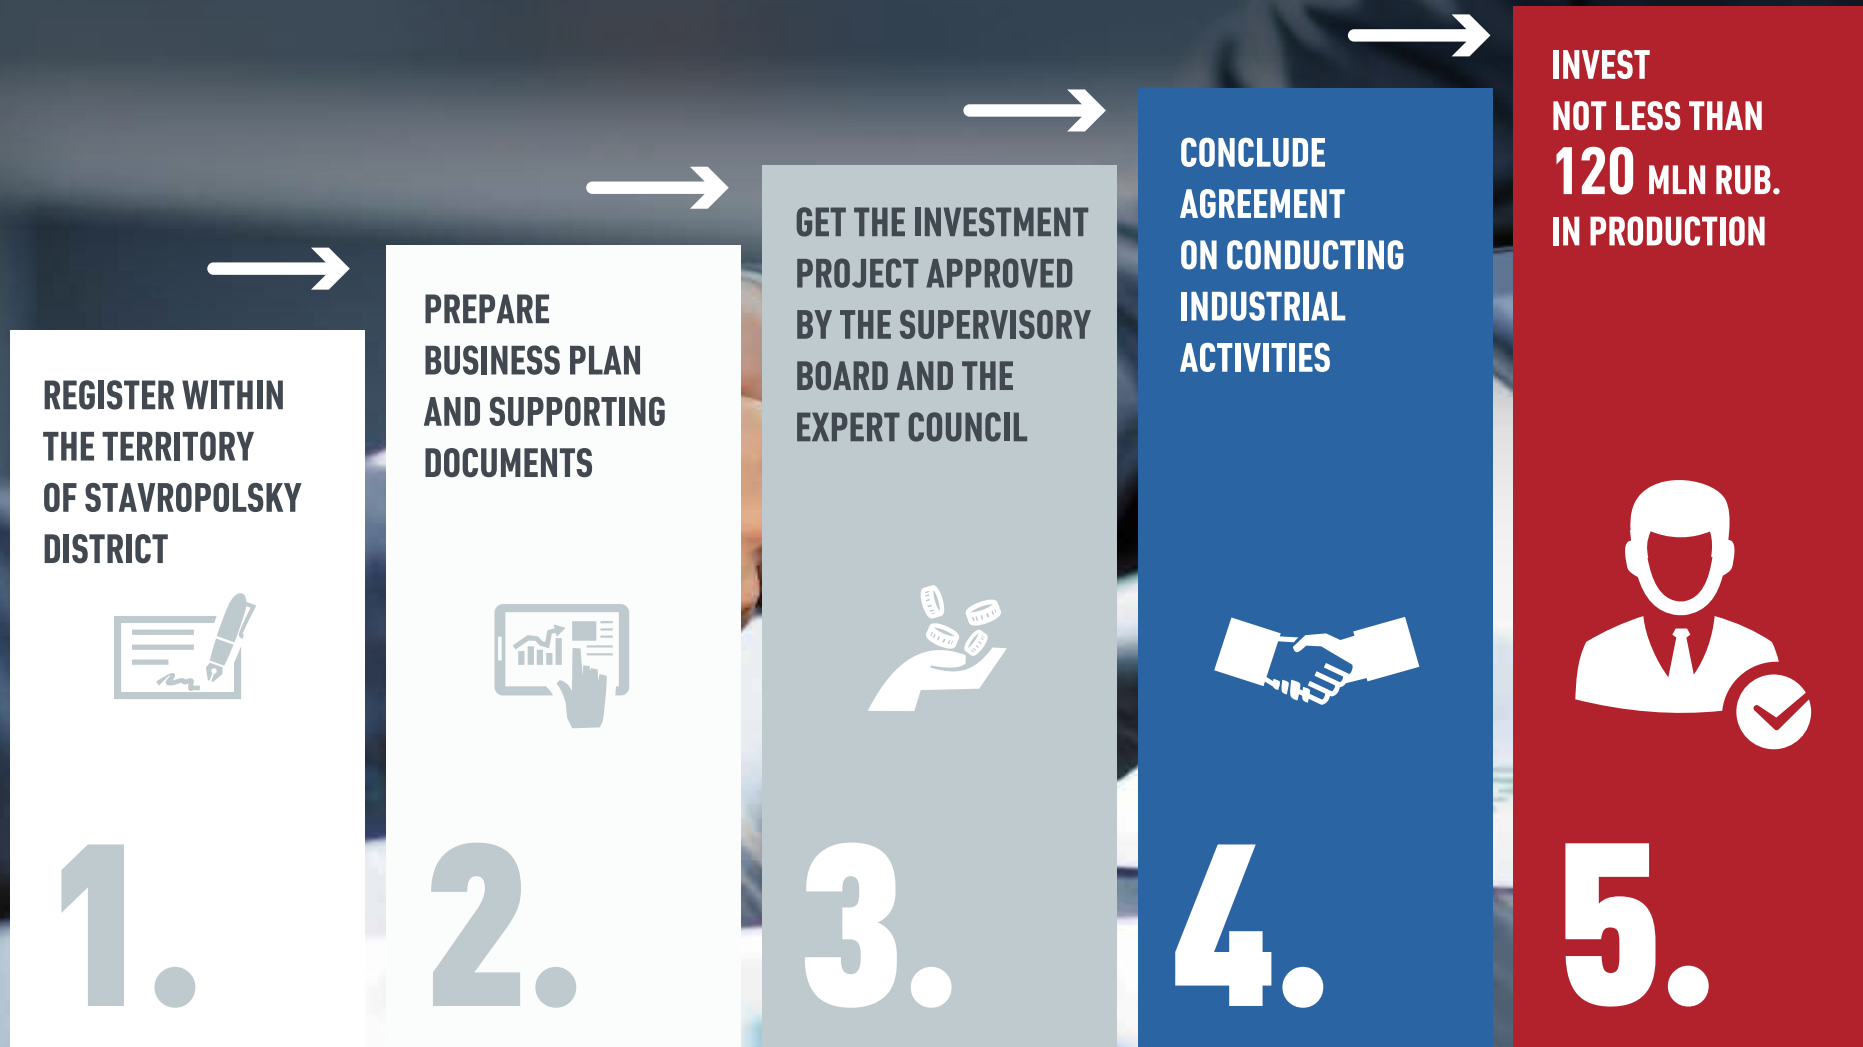 REGISTER WITHIN
THE TERRITORY
OF STAVROPOLSKY
DISTRICT
1.
PREPARE
BUSINESS PLAN
AND SUPPORTING
DOCUMENTS
2.
GET THE INVESTMENT
PROJECT APPROVED
BY THE SUPERVISORY
BOARD AND THE
EXPERT COUNCIL
3.
CONCLUDE
AGREEMENT
ON CONDUCTING
INDUSTRIAL
ACTIVITIES
4.
INVEST
NOT LESS THAN
120 MLN RUB.
IN PRODUCTION
5.